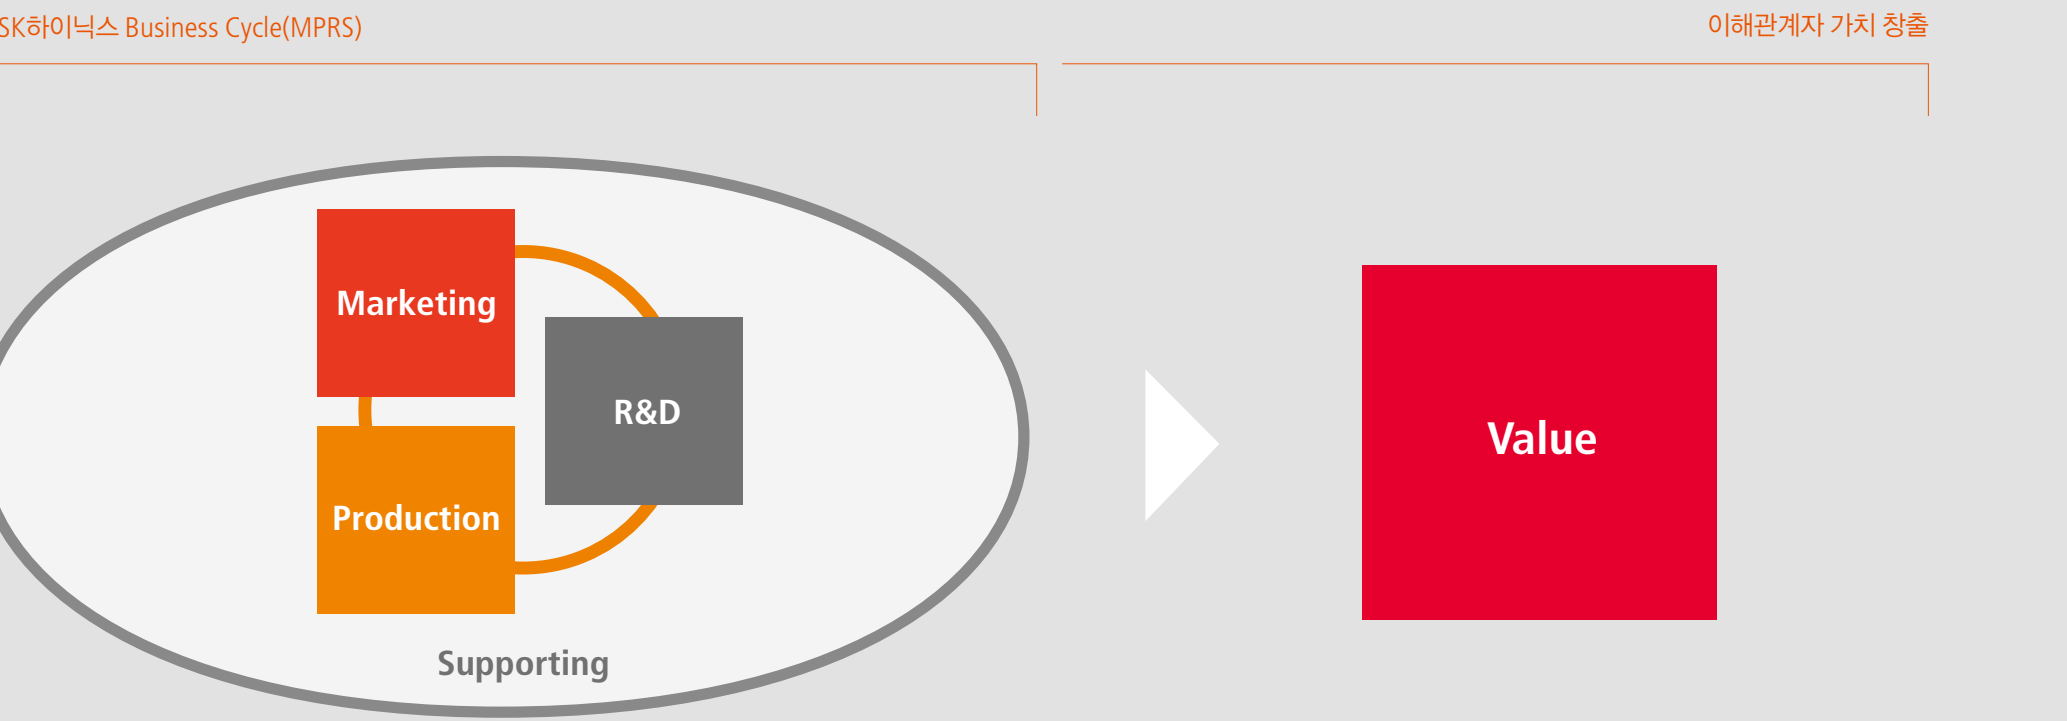 SK하이닉스 Business Cycle(MPRS)
이해관계자 가치 창출
Marketing
R&D
Production
Supporting
Value